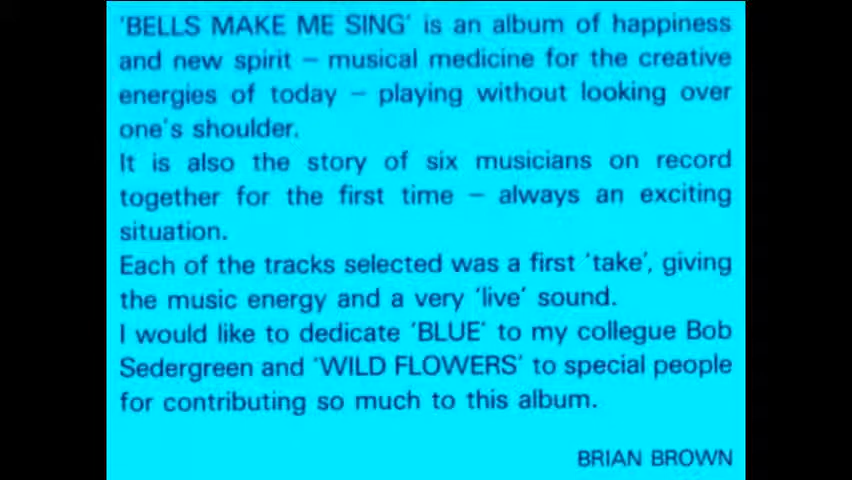 'BELLS MAKE ME SING' is an album of happiness
and new spirit – musical medicine for the creative
energies of today – playing without looking over
one's shoulder.
It is also the story of six musicians on record
together for the first time – always an exciting
situation.
Each of the tracks selected was a first 'take', giving
the music energy and a very 'live' sound.
I would like to dedicate 'BLUE' to my collegue Bob
Sedergreen and 'WILD FLOWERS' to special people
for contributing so much to this album.
BRIAN BROWN